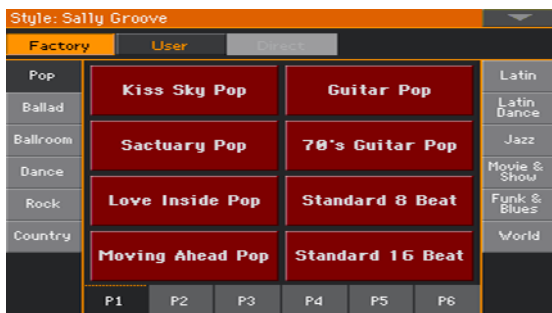 Style: Sally Groove
Factory User Direct
Pop
Ballad
Ballroom
Dance
Rock
Country
Kiss Sky Pop Guitar Pop
Sactuary Pop 70's Guitar Pop
Love Inside Pop Standard 8 Beat
Moving Ahead Pop Standard 16 Beat
Latin
Latin
Dance
Jazz
Movie &
Show
Funk &
Blues
World
P1 P2 P3 P4 P5 P6